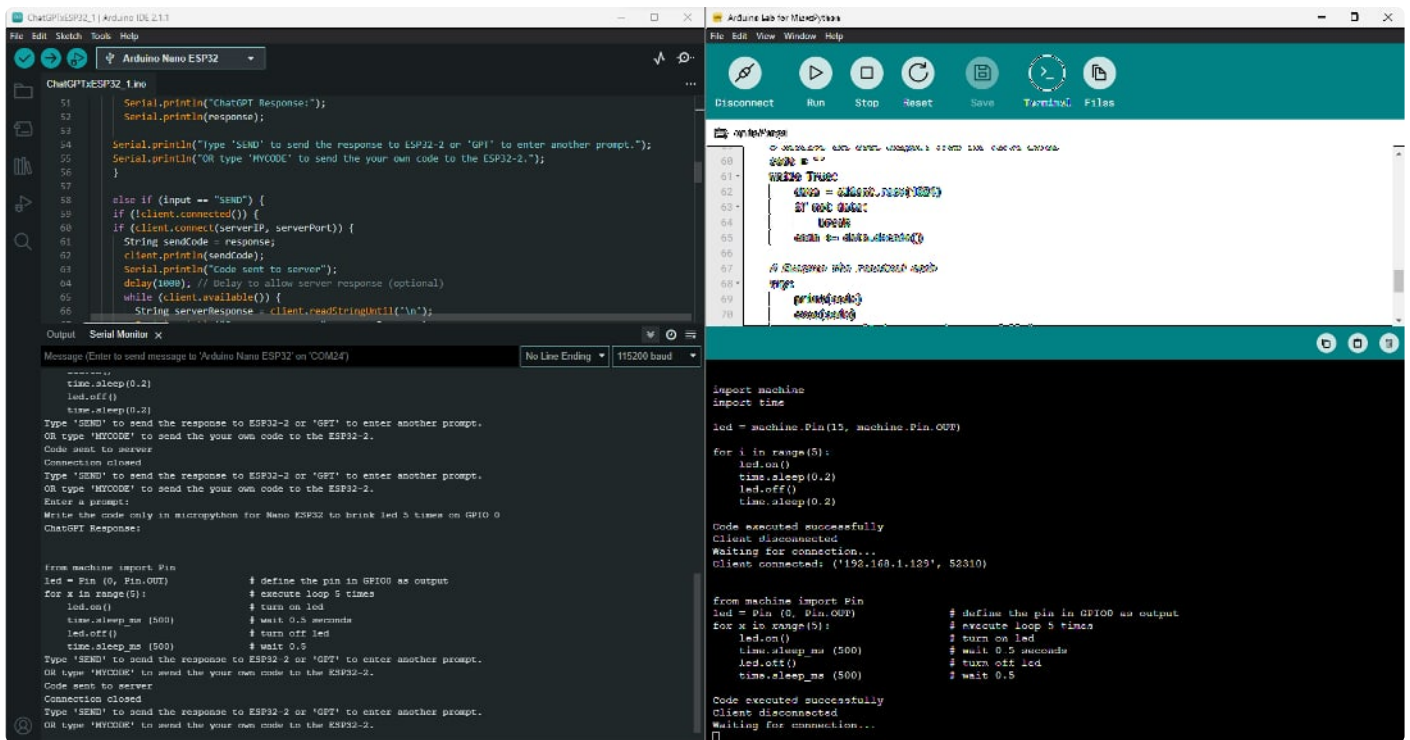 ChatGPTxESP32_1 | Arduino IDE 2.1.1
File Edit Sketch Tools Help
Arduino Nano ESP32
ChatGPTxESP32_1.ino
51 Serial.println("ChatGPT Response:");
52 Serial.println(response);
53
54 Serial.println("Type 'SEND' to send the response to ESP32-2 or 'GPT' to enter another prompt.");
55 Serial.println("OR type 'MYCODE' to send the your own code to the ESP32-2.");
56 }
57
58 else if (input == "SEND") {
59 if (!client.connected()) {
60 if (client.connect(serverIP, serverPort)) {
61 String sendCode = response;
62 client.println(sendCode);
63 Serial.println("Code sent to server");
64 delay(1000); // Delay to allow server response (optional)
65 while (client.available()) {
66 String serverResponse = client.readStringUntil('\n');
Output Serial Monitor x
Message (Enter to send message to 'Arduino Nano ESP32' on 'COM24')
No Line Ending 115200 baud
time.sleep(0.2)
led.off()
time.sleep(0.2)
Type 'SEND' to send the response to ESP32-2 or 'GPT' to enter another prompt.
OR type 'MYCODE' to send the your own code to the ESP32-2.
Code sent to server
Connection closed
Type 'SEND' to send the response to ESP32-2 or 'GPT' to enter another prompt.
OR type 'MYCODE' to send the your own code to the ESP32-2.
Enter a prompt:
Write the code only in micropython for Nano ESP32 to brink led 5 times on GPIO 0
ChatGPT Response:
from machine import Pin
led = Pin (0, Pin.OUT) # define the pin in GPIO0 as output
for x in range(5): # execute loop 5 times
led.on() # turn on led
time.sleep_ms (500) # wait 0.5 seconds
led.off() # turn off led
time.sleep_ms (500) # wait 0.5
Type 'SEND' to send the response to ESP32-2 or 'GPT' to enter another prompt.
OR type 'MYCODE' to send the your own code to the ESP32-2.
Code sent to server
Connection closed
Type 'SEND' to send the response to ESP32-2 or 'GPT' to enter another prompt.
OR type 'MYCODE' to send the your own code to the ESP32-2.
Arduino Lab for MicroPython
File Edit View Window Help
Disconnect Run Stop Reset Save Terminal Files
60 code = ""
61 while True:
62
63 if not data:
64 break
65
66
67
68 try:
69 print(code)
70 exec(code)
import machine
import time
led = machine.Pin(15, machine.Pin.OUT)
for i in range(5):
led.on()
time.sleep(0.2)
led.off()
time.sleep(0.2)
Code executed successfully
Client disconnected
Waiting for connection...
Client connected: ('192.168.1.129', 52310)
from machine import Pin
led = Pin (0, Pin.OUT) # define the pin in GPIO0 as output
for x in range(5): # execute loop 5 times
led.on() # turn on led
time.sleep_ms (500) # wait 0.5 seconds
led.off() # turn off led
time.sleep_ms (500) # wait 0.5
Code executed successfully
Client disconnected
Waiting for connection...